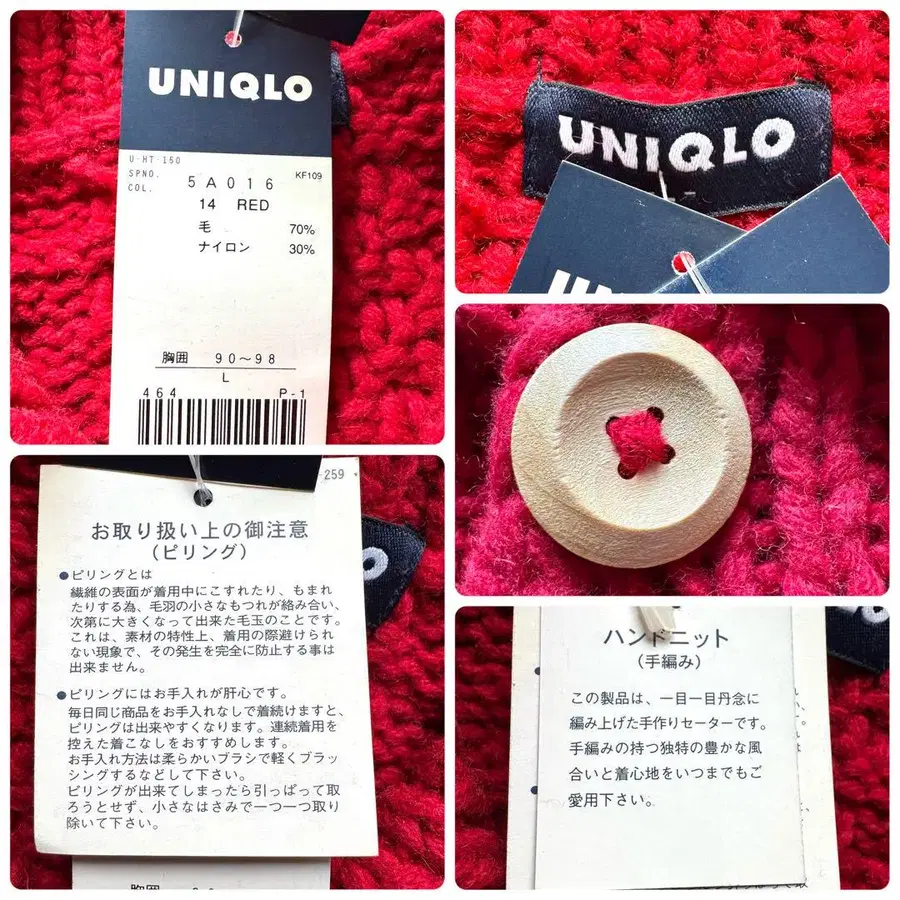 UNIQLO
U-HT-150
SPNO. 5A016 KF109
COL. 14 RED
毛 70%
ナイロン 30%
胸囲 90～98
L
464 P-1
UNIQLO
L
259
お取り扱い上の御注意
(ピリング)
●ピリングとは
繊維の表面が着用中にこすれたり、もまれ
たりする為、毛羽の小さなもつれが絡み合い、
次第に大きくなって出来た毛玉のことです。
これは、素材の特性上、着用の際避けられ
ない現象で、その発生を完全に防止する事は
出来ません。
●ピリングにはお手入れが肝心です。
毎日同じ商品をお手入れなしで着続けますと、
ピリングは出来やすくなります。連続着用を
控えた着こなしをおすすめします。
お手入れ方法は柔らかいブラシで軽くブラッ
シングするなどして下さい。
ピリングが出来てしまったら引っぱって取
ろうとせず、小さなはさみで一つ一つ取り
除いて下さい。
胸囲
ハンドニット
(手編み)
この製品は、一目一目丹念に
編み上げた手作りセーターです。
手編みの持つ独特の豊かな風
合いと着心地をいつまでもご
愛用下さい。